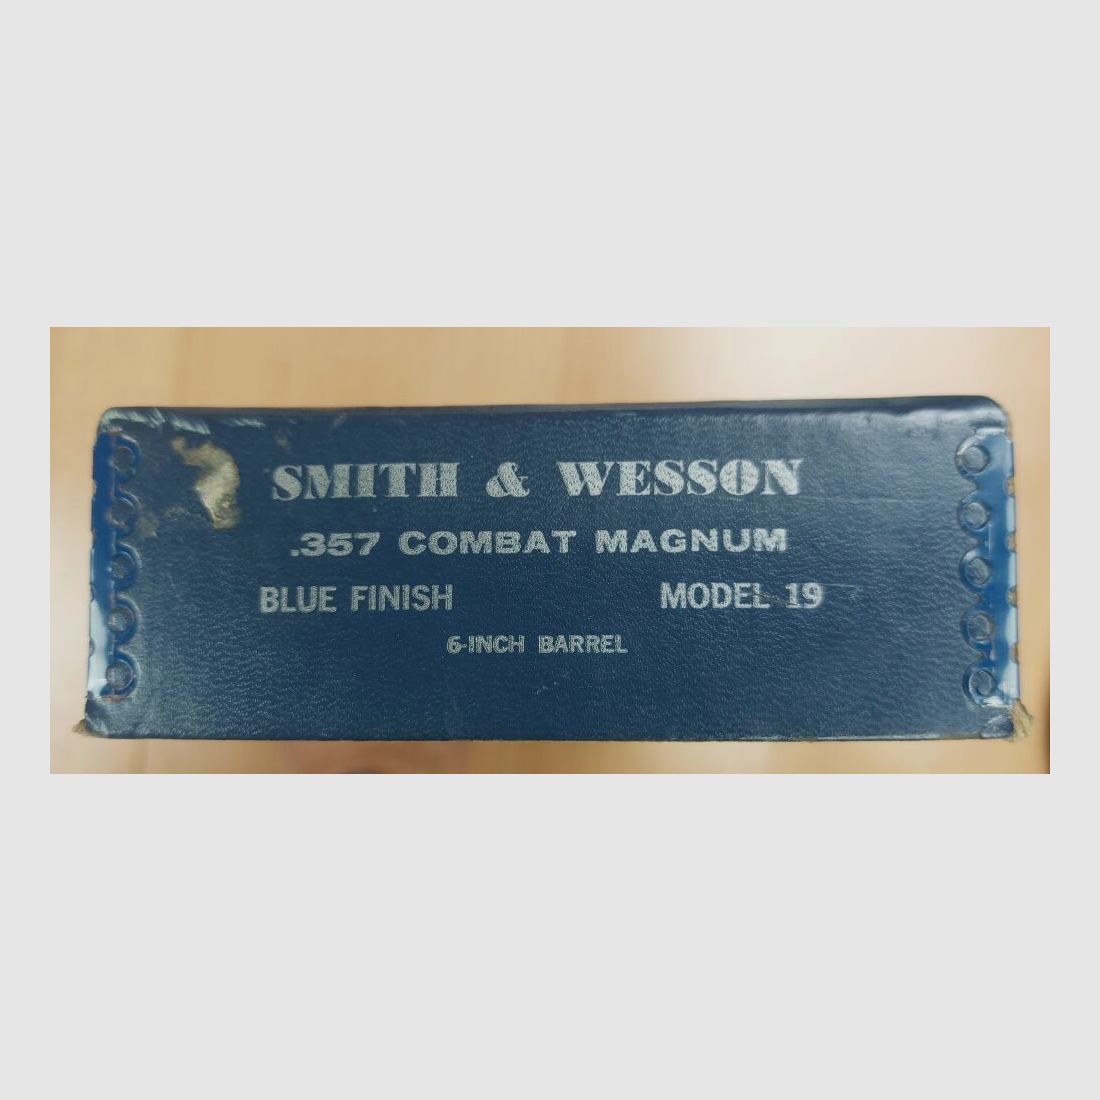 SMITH & WESSON
.357 COMBAT MAGNUM
BLUE FINISH MODEL 19
6-INCH BARREL